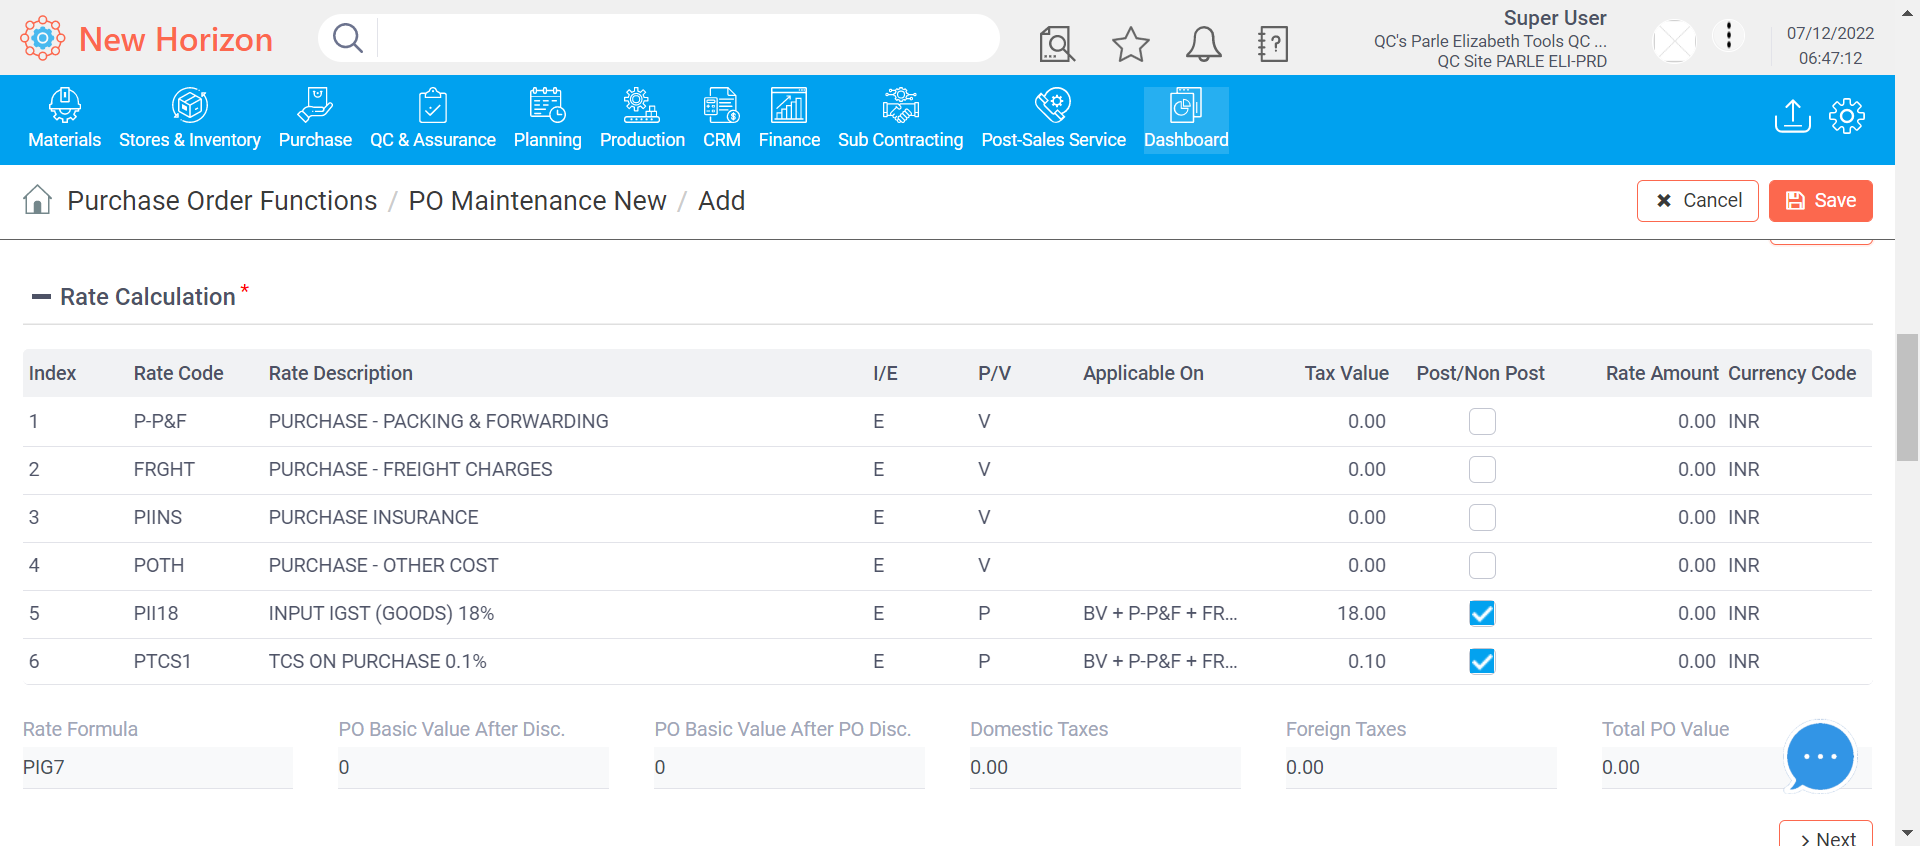 New Horizon
Super User
QC's Parle Elizabeth Tools QC ...
QC Site PARLE ELI-PRD
07/12/2022
06:47:12
Materials Stores & Inventory Purchase QC & Assurance Planning Production CRM Finance Sub Contracting Post-Sales Service Dashboard
Purchase Order Functions / PO Maintenance New / Add
Cancel Save
Rate Calculation *
Index Rate Code Rate Description I/E P/V Applicable On Tax Value Post/Non Post Rate Amount Currency Code
1 P-P&F PURCHASE - PACKING & FORWARDING E V 0.00 0.00 INR
2 FRGHT PURCHASE - FREIGHT CHARGES E V 0.00 0.00 INR
3 PIINS PURCHASE INSURANCE E V 0.00 0.00 INR
4 POTH PURCHASE - OTHER COST E V 0.00 0.00 INR
5 PII18 INPUT IGST (GOODS) 18% E P BV + P-P&F + FR... 18.00 0.00 INR
6 PTCS1 TCS ON PURCHASE 0.1% E P BV + P-P&F + FR... 0.10 0.00 INR
Rate Formula PO Basic Value After Disc. PO Basic Value After PO Disc. Domestic Taxes Foreign Taxes Total PO Value
PIG7 0 0 0.00 0.00 0.00
Next